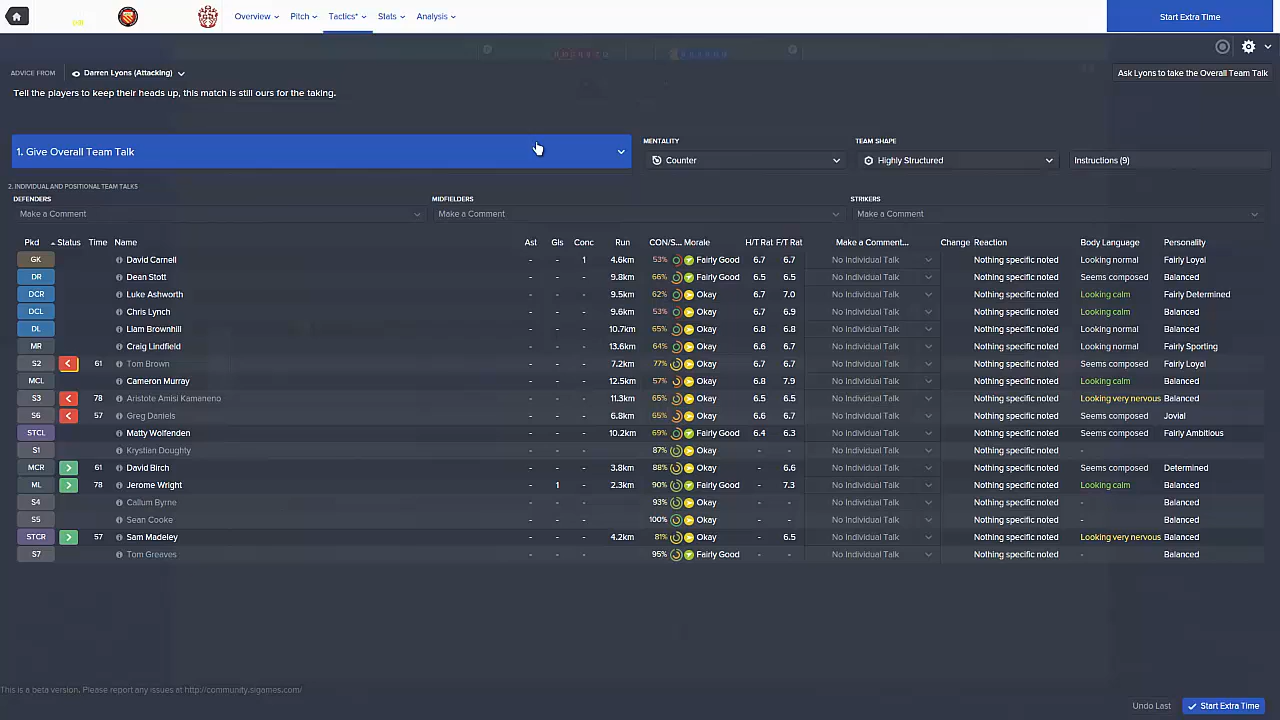 Overview Pitch Tactics* Stats Analysis Start Extra Time
ADVICE FROM Darren Lyons (Attacking) Ask Lyons to take the Overall Team Talk
Tell the players to keep their heads up, this match is still ours for the taking.
1. Give Overall Team Talk
MENTALITY TEAM SHAPE
Counter Highly Structured Instructions (9)
2. INDIVIDUAL AND POSITIONAL TEAM TALKS
DEFENDERS MIDFIELDERS STRIKERS
Make a Comment Make a Comment Make a Comment
Pkd Status Time Name Ast Gls Conc Run CON/S... Morale H/T Rat F/T Rat Make a Comment... Change Reaction Body Language Personality
GK David Carnell - - 1 4.6km 53% Fairly Good 6.7 6.7 No Individual Talk Nothing specific noted Looking normal Fairly Loyal
DR Dean Stott - - - 9.8km 66% Fairly Good 6.5 6.5 No Individual Talk Nothing specific noted Seems composed Balanced
DCR Luke Ashworth - - - 9.5km 62% Okay 6.7 7.0 No Individual Talk Nothing specific noted Looking calm Fairly Determined
DCL Chris Lynch - - - 9.6km 53% Okay 6.7 6.9 No Individual Talk Nothing specific noted Looking calm Balanced
DL Liam Brownhill - - - 10.7km 65% Okay 6.8 6.8 No Individual Talk Nothing specific noted Looking normal Balanced
MR Craig Lindfield - - - 13.6km 64% Okay 6.6 6.6 No Individual Talk Nothing specific noted Looking normal Fairly Sporting
S2 61 Tom Brown - - - 7.2km 77% Okay 6.7 6.7 No Individual Talk Nothing specific noted Seems composed Fairly Loyal
MCL Cameron Murray - - - 12.5km 57% Okay 6.8 7.9 No Individual Talk Nothing specific noted Looking calm Balanced
S3 78 Aristote Amisi Kamaneno - - - 11.3km 65% Okay 6.5 6.5 No Individual Talk Nothing specific noted Looking very nervous Balanced
S6 57 Greg Daniels - - - 6.8km 65% Okay 6.6 6.7 No Individual Talk Nothing specific noted Seems composed Jovial
STCL Matty Wolfenden - - - 10.2km 69% Fairly Good 6.4 6.3 No Individual Talk Nothing specific noted Seems composed Fairly Ambitious
S1 Krystian Doughty - - - 87% Okay - - No Individual Talk Nothing specific noted - -
MCR 61 David Birch - - - 3.8km 88% Okay - 6.6 No Individual Talk Nothing specific noted Seems composed Determined
ML 78 Jerome Wright - 1 - 2.3km 90% Fairly Good - 7.3 No Individual Talk Nothing specific noted Looking calm Balanced
S4 Callum Byrne - - - 93% Okay - - No Individual Talk Nothing specific noted - Balanced
S5 Sean Cooke - - - 100% Okay - - No Individual Talk Nothing specific noted - Balanced
STCR 57 Sam Madeley - - - 4.2km 81% Okay - 6.5 No Individual Talk Nothing specific noted Looking very nervous Balanced
S7 Tom Greaves - - - 95% Fairly Good - - No Individual Talk Nothing specific noted - Balanced
This is a beta version. Please report any issues at http://community.sigames.com/
Undo Last Start Extra Time